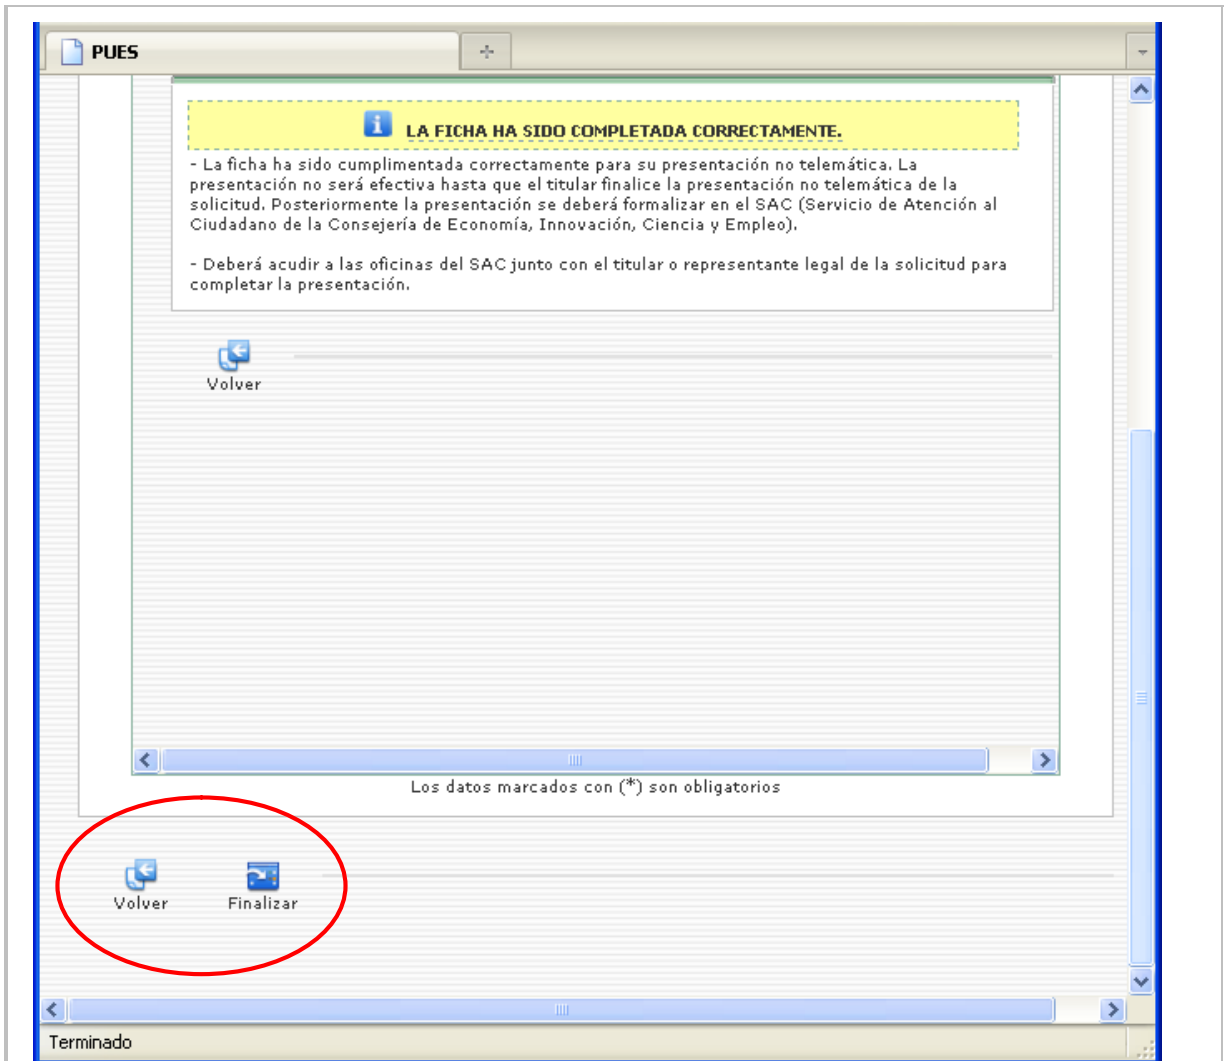 PUES
LA FICHA HA SIDO COMPLETADA CORRECTAMENTE.
- La ficha ha sido cumplimentada correctamente para su presentación no telemática. La
presentación no será efectiva hasta que el titular finalice la presentación no telemática de la
solicitud. Posteriormente la presentación se deberá formalizar en el SAC (Servicio de Atención al
Ciudadano de la Consejería de Economía, Innovación, Ciencia y Empleo).
- Deberá acudir a las oficinas del SAC junto con el titular o representante legal de la solicitud para
completar la presentación.
Volver
Los datos marcados con (*) son obligatorios
Volver Finalizar
Terminado